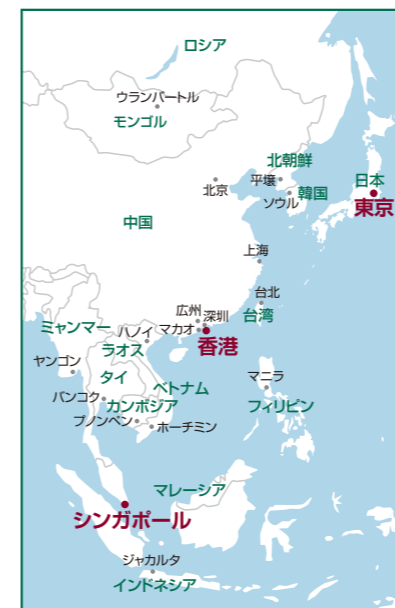 ロシア
ウランバートル
モンゴル
北朝鮮
平壌
北京
韓国
ソウル
日本
東京
中国
上海
台北
台湾
広州
深圳
マカオ
香港
ミャンマー
ハノイ
ラオス
ヤンゴン
タイ
ベトナム
マニラ
バンコク
カンボジア
フィリピン
プノンペン
ホーチミン
マレーシア
シンガポール
ジャカルタ
インドネシア